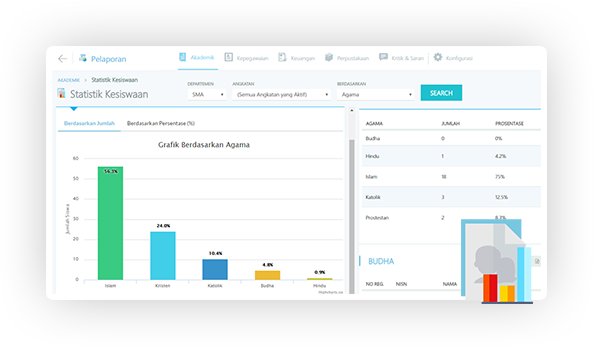 Pelaporan
Akademik
Kepegawaian
Keuangan
Perpustakaan
Kritik & Saran
Konfigurasi
AKADEMIK > Statistik Kesiswaan
Statistik Kesiswaan
DEPARTEMEN
ANGKATAN
BERDASARKAN
SMA
(Semua Angkatan yang Aktif)
Agama
SEARCH
Berdasarkan Jumlah
Berdasarkan Persentase (%)
Grafik Berdasarkan Agama
Jumlah Siswa
60
50
40
30
20
10
0
56.3%
24.0%
10.4%
4.8%
0.9%
Islam
Kristen
Katolik
Budha
Hindu
Highcharts.com
AGAMA JUMLAH PROSENTASE
Budha 0 0%
Hindu 1 4.2%
Islam 18 75%
Katolik 3 12.5%
Prostestan 2 8.3%
BUDHA
NO REG. NISN NAMA